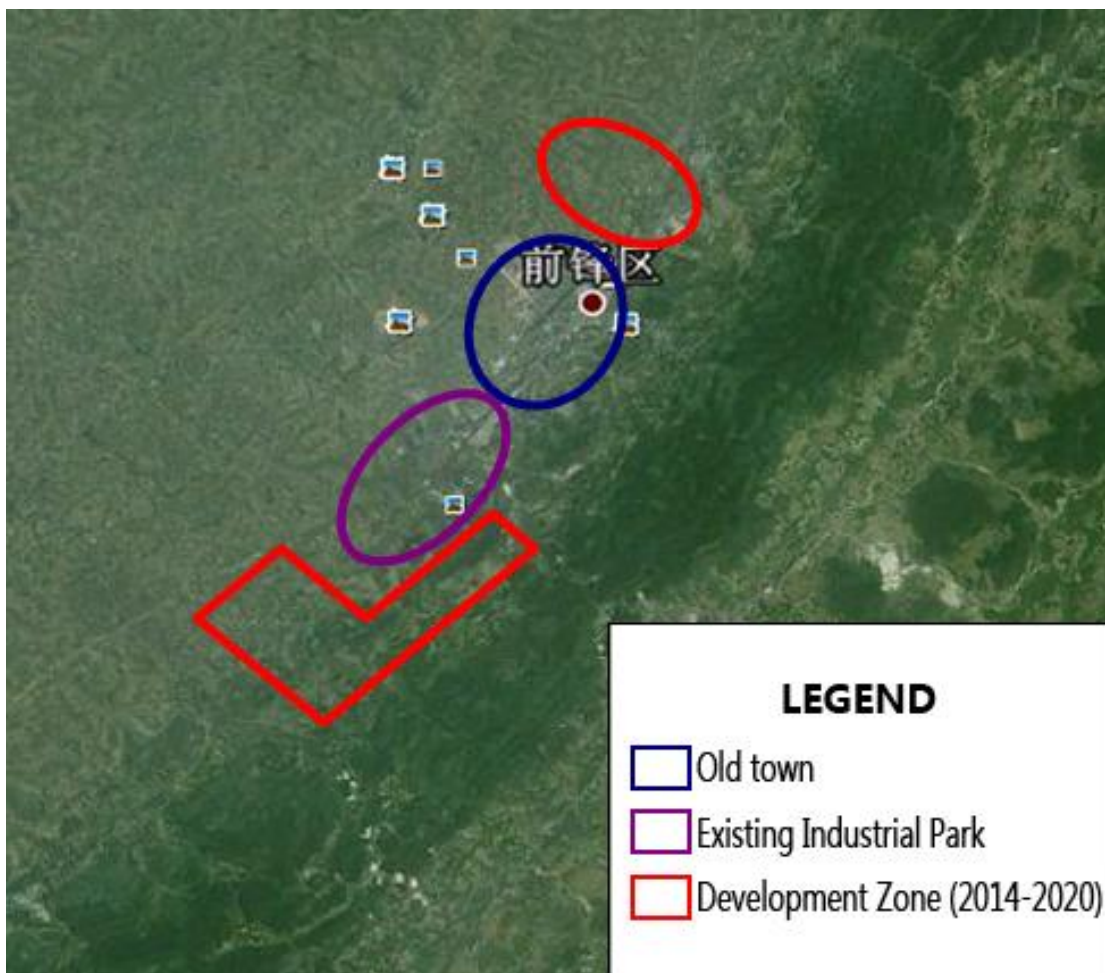 前锋区
LEGEND
Old town
Existing Industrial Park
Development Zone (2014-2020)